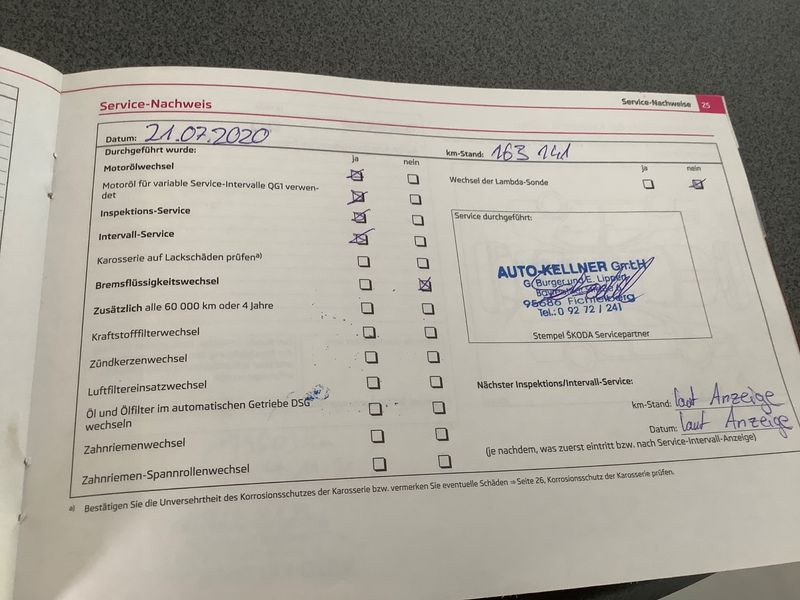 Service-Nachweis
Service-Nachweise 25
Datum: 21.07.2020
km-Stand: 163 141
Durchgeführt wurde:
ja nein
ja nein
Motorölwechsel
Wechsel der Lambda-Sonde
Motoröl für variable Service-Intervalle QG1 verwen-
det
Inspektions-Service
Intervall-Service
Karosserie auf Lackschäden prüfen a)
Bremsflüssigkeitswechsel
Zusätzlich alle 60 000 km oder 4 Jahre
Kraftstofffilterwechsel
Zündkerzenwechsel
Luftfiltereinsatzwechsel
Öl und Ölfilter im automatischen Getriebe DSG
wechseln
Zahnriemenwechsel
Zahnriemen-Spannrollenwechsel
Service durchgeführt:
AUTO-KELLNER GmbH
G. Burger und E. Lippert
95686 Fichtelberg
Tel.: 0 92 72 / 241
Stempel ŠKODA Servicepartner
Nächster Inspektions/Intervall-Service:
km-Stand: laut Anzeige
Datum: laut Anzeige
(je nachdem, was zuerst eintritt bzw. nach Service-Intervall-Anzeige)
a) Bestätigen Sie die Unversehrtheit des Korrosionsschutzes der Karosserie bzw. vermerken Sie eventuelle Schäden ⇒ Seite 26, Korrosionsschutz der Karosserie prüfen.